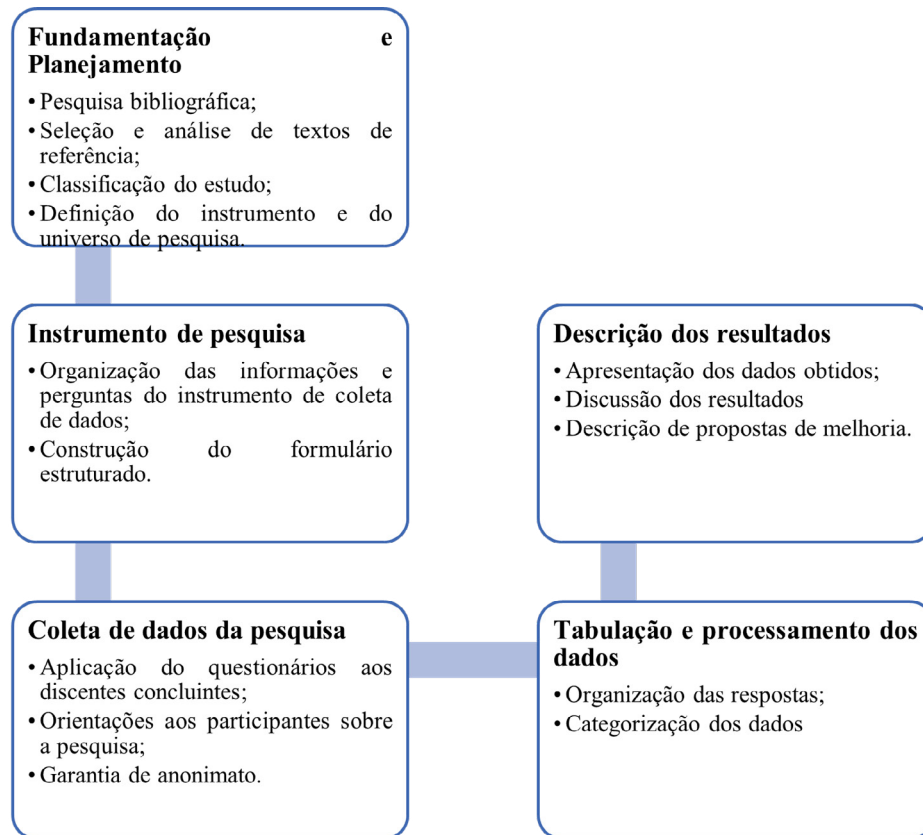 Fundamentação e
Planejamento
• Pesquisa bibliográfica;
• Seleção e análise de textos de
referência;
• Classificação do estudo;
• Definição do instrumento e do
universo de pesquisa.
Instrumento de pesquisa
• Organização das informações e
perguntas do instrumento de coleta
de dados;
• Construção do formulário
estruturado.
Coleta de dados da pesquisa
• Aplicação do questionários aos
discentes concluintes;
• Orientações aos participantes sobre
a pesquisa;
• Garantia de anonimato.
Tabulação e processamento dos
dados
• Organização das respostas;
• Categorização dos dados
Descrição dos resultados
• Apresentação dos dados obtidos;
• Discussão dos resultados
• Descrição de propostas de melhoria.